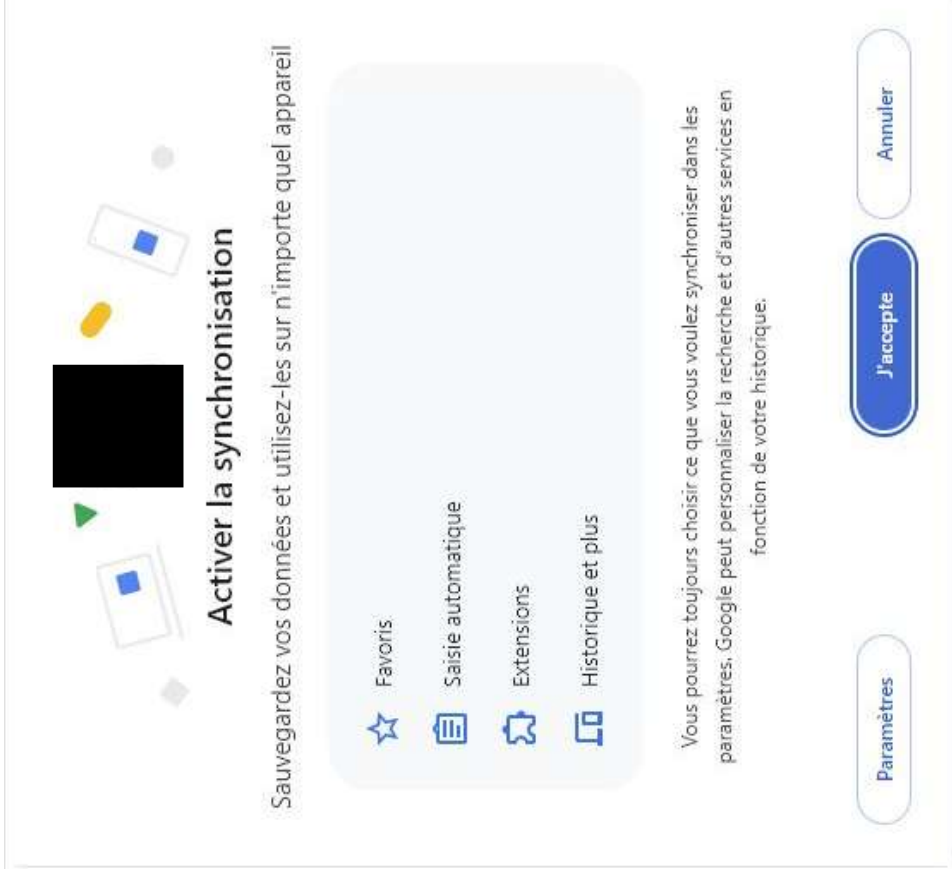 Activer la synchronisation
Sauvegardez vos données et utilisez-les sur n'importe quel appareil
Favoris
Saisie automatique
Extensions
Historique et plus
Vous pourrez toujours choisir ce que vous voulez synchroniser dans les
paramètres. Google peut personnaliser la recherche et d'autres services en
fonction de votre historique.
Paramètres
J'accepte
Annuler